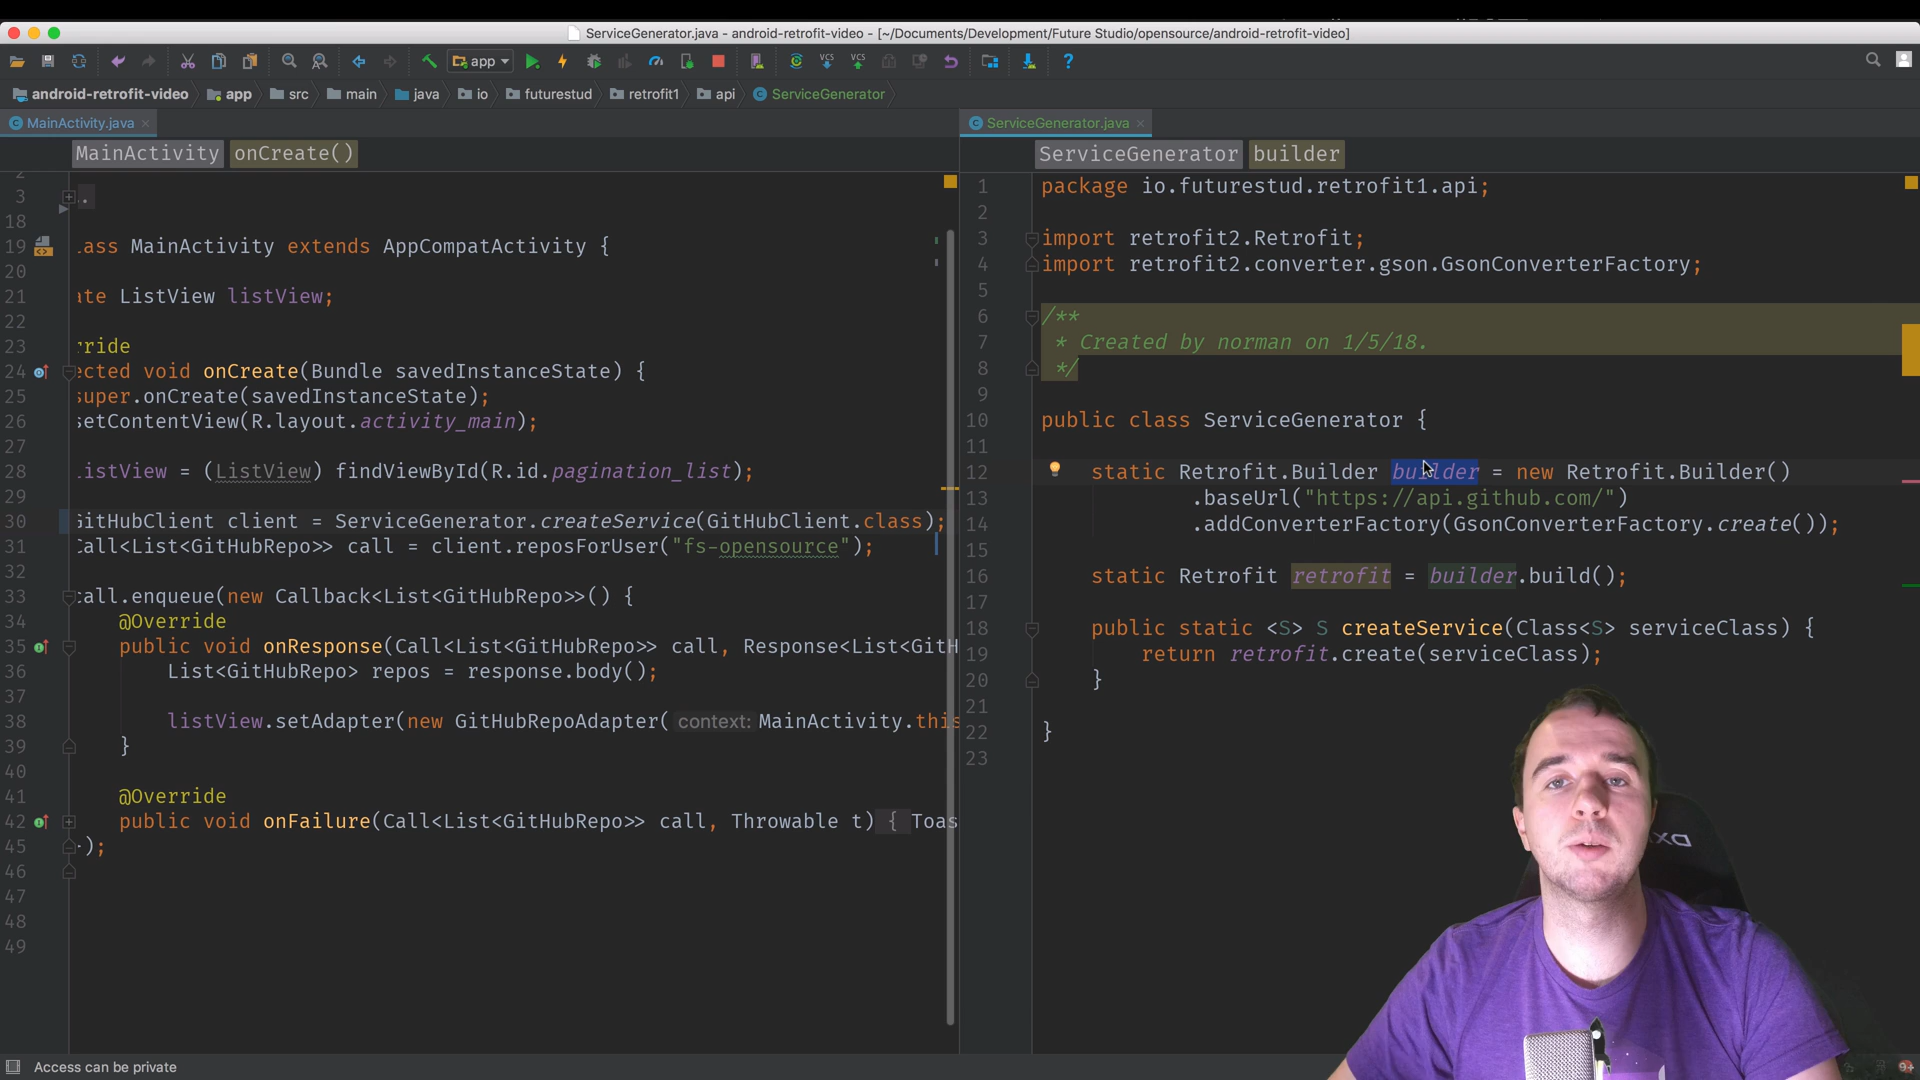 ServiceGenerator.java - android-retrofit-video - [~/Documents/Development/Future Studio/opensource/android-retrofit-video]
app
VCS
VCS
?
android-retrofit-video
app
src
main
java
io
futurestud
retrofit1
api
ServiceGenerator
MainActivity.java
MainActivity
onCreate()
2
3 .
18
19 ass MainActivity extends AppCompatActivity {
20
21 ate ListView listView;
22
23 rride
24 ected void onCreate(Bundle savedInstanceState) {
25 super.onCreate(savedInstanceState);
26 setContentView(R.layout.activity_main);
27
28 listView = (ListView) findViewById(R.id.pagination_list);
29
30 GitHubClient client = ServiceGenerator.createService(GitHubClient.class);
31 Call<List<GitHubRepo>> call = client.reposForUser("fs-opensource");
32
33 call.enqueue(new Callback<List<GitHubRepo>>() {
34 @Override
35 public void onResponse(Call<List<GitHubRepo>> call, Response<List<GitH
36 List<GitHubRepo> repos = response.body();
37
38 listView.setAdapter(new GitHubRepoAdapter( context: MainActivity.this
39 }
40
41 @Override
42 public void onFailure(Call<List<GitHubRepo>> call, Throwable t) { Toas
45 });
46
47
48
49
ServiceGenerator.java
ServiceGenerator
builder
1 package io.futurestud.retrofit1.api;
2
3 import retrofit2.Retrofit;
4 import retrofit2.converter.gson.GsonConverterFactory;
5
6 /**
7 * Created by norman on 1/5/18.
8 */
9
10 public class ServiceGenerator {
11
12 static Retrofit.Builder builder = new Retrofit.Builder()
13 .baseUrl("https://api.github.com/")
14 .addConverterFactory(GsonConverterFactory.create());
15
16 static Retrofit retrofit = builder.build();
17
18 public static <S> S createService(Class<S> serviceClass) {
19 return retrofit.create(serviceClass);
20 }
21
22 }
23
Access can be private
9+